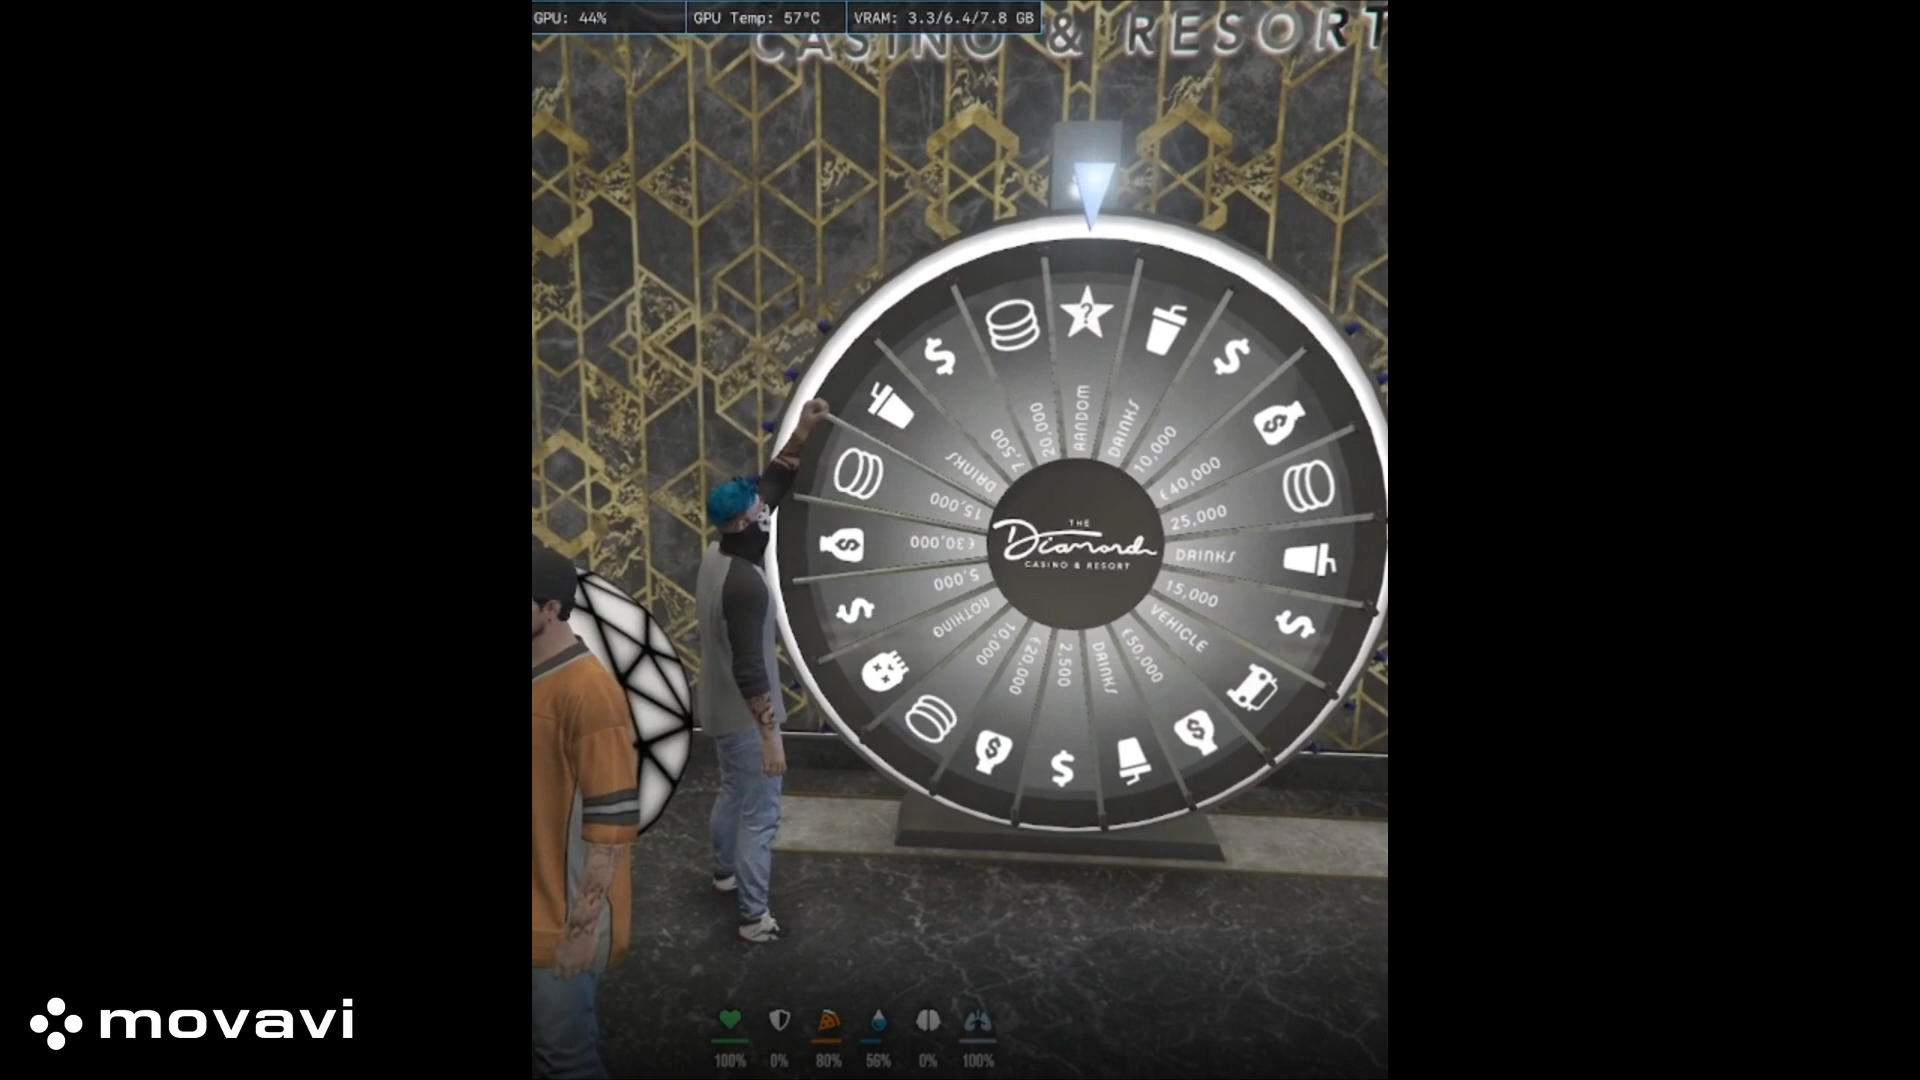 GPU: 44%
GPU Temp: 57°C
VRAM: 3.3/6.4/7.8 GB
CASINO & RESORT
RANDOM
DRINKS
10,000
€40,000
25,000
DRINKS
15,000
VEHICLE
€50,000
DRINKS
2,500
€20,000
10,000
NOTHING
5,000
€30,000
15,000
DRINKS
7,500
20,000
THE
Diamond
CASINO & RESORT
100%
0%
80%
56%
0%
100%
movavi